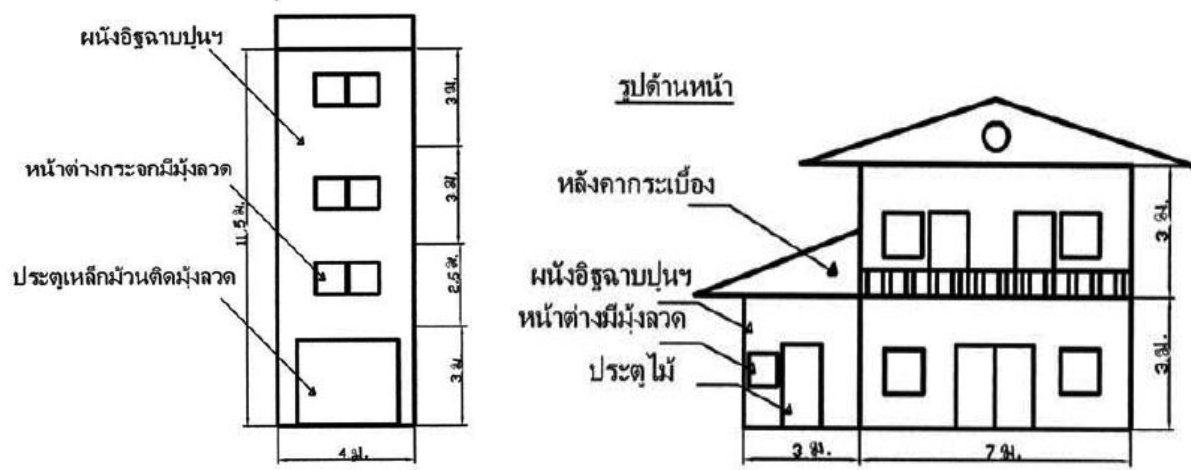 ผนังอิฐฉาบปูนฯ
หน้าต่างกระจกมีมุ้งลวด
ประตูเหล็กม้วนติดมุ้งลวด
11.5 ม.
3 ม.
3 ม.
2.5 ม.
3 ม.
4 ม.
รูปด้านหน้า
หลังคากระเบื้อง
ผนังอิฐฉาบปูนฯ
หน้าต่างมีมุ้งลวด
ประตูไม้
3 ม.
3 ม.
3 ม.
7 ม.